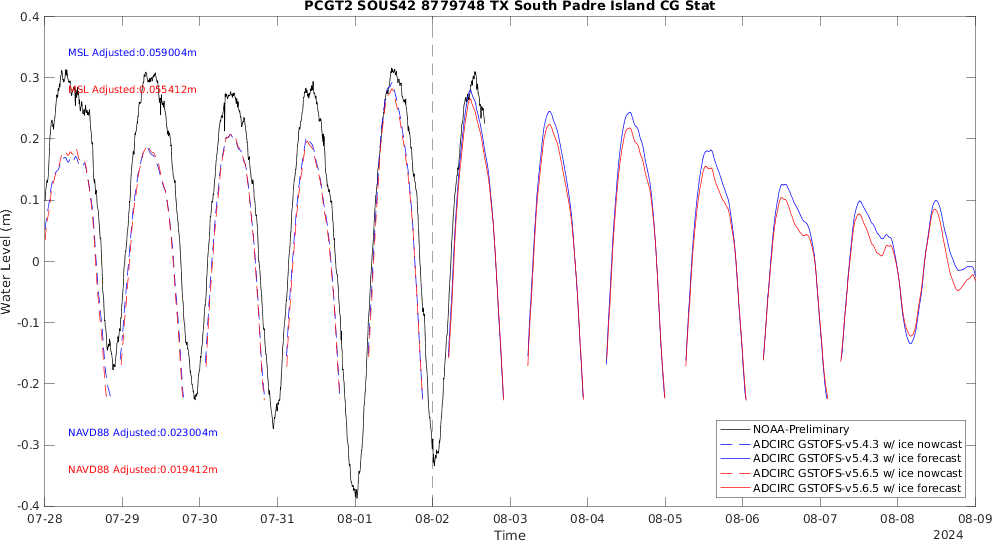 PCGT2 SOUS42 8779748 TX South Padre Island CG Stat
Water Level (m)
0.4
0.3
0.2
0.1
0
-0.1
-0.2
-0.3
-0.4
MSL Adjusted:0.059004m
MSL Adjusted:0.055412m
NAVD88 Adjusted:0.023004m
NAVD88 Adjusted:0.019412m
NOAA-Preliminary
ADCIRC GSTOFS-v5.4.3 w/ ice nowcast
ADCIRC GSTOFS-v5.4.3 w/ ice forecast
ADCIRC GSTOFS-v5.6.5 w/ ice nowcast
ADCIRC GSTOFS-v5.6.5 w/ ice forecast
07-28 07-29 07-30 07-31 08-01 08-02 08-03 08-04 08-05 08-06 08-07 08-08 08-09
Time
2024